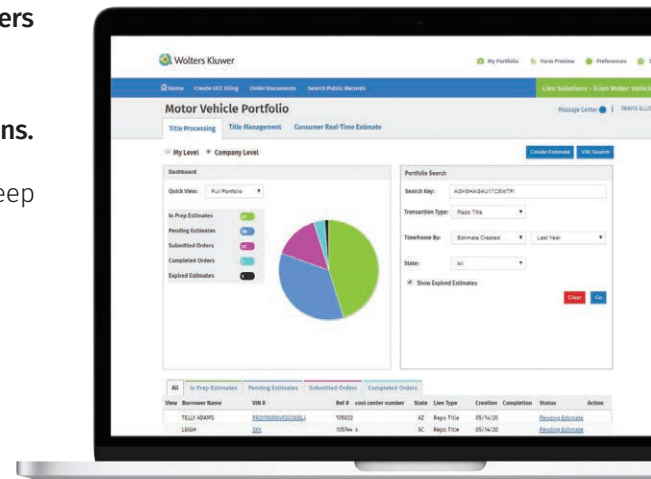 ers
ns.
eep
Wolters Kluwer
My Portfolio Form Preview Preferences
Home Create UCC Filing Order Documents Search Public Records
Lien Solutions - iLien Motor Vehicle
Motor Vehicle Portfolio
Message Center TRAVIS ELLIS
Title Processing Title Management Consumer Real-Time Estimate
My Level Company Level
Create Estimate VIN Search
Dashboard
Quick View: Full Portfolio
In Prep Estimates
Pending Estimates
Submitted Orders
Completed Orders
Expired Estimates
Portfolio Search
Search Key:
Transaction Type: Repo Title
Timeframe By: Estimate Created Last Year
State: All
Show Expired Estimates
Clear Go
All In Prep Estimates Pending Estimates Submitted Orders Completed Orders
View Borrower Name VIN # Ref # cost center number State Lien Type Creation Completion Status Action
TELLY ADAMS 105822 AZ Repo Title 05/14/20 Pending Estimate
LEIGH XXX 105744 x SC Repo Title 05/14/20 Pending Estimate